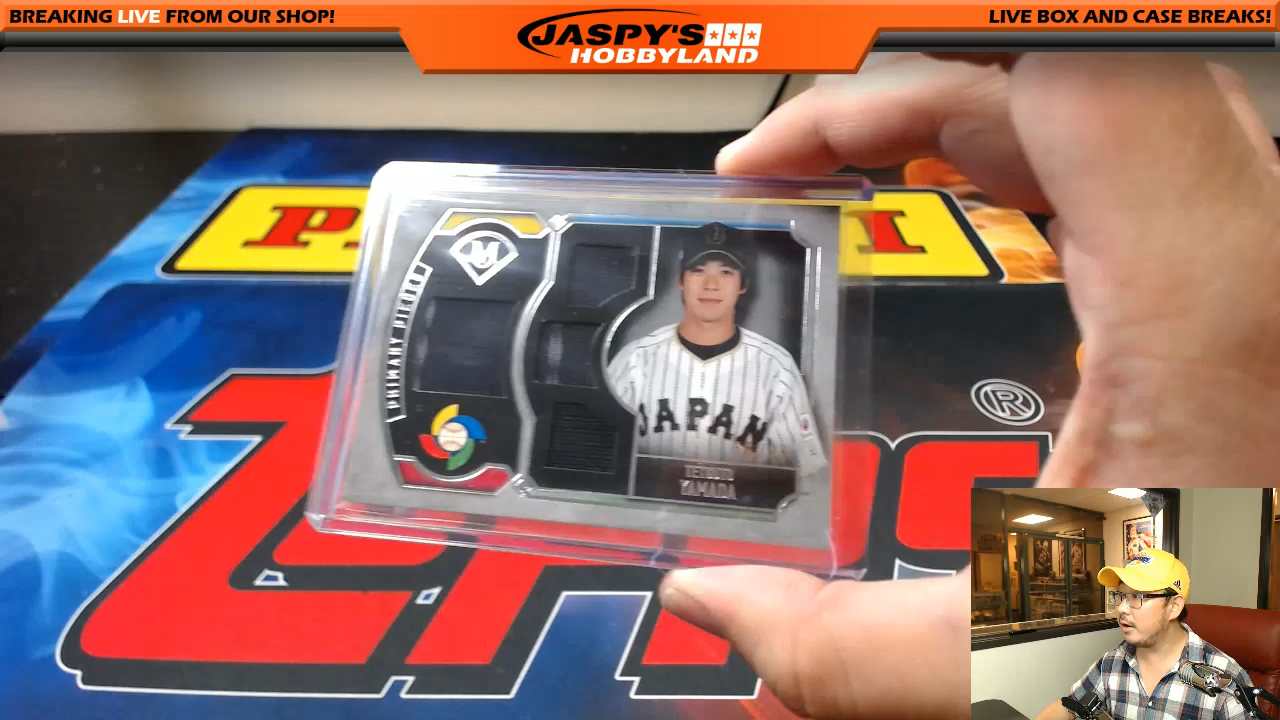 BREAKING LIVE FROM OUR SHOP!
JASPY'S
HOBBYLAND
LIVE BOX AND CASE BREAKS!
M
JAPAN
TETSUTO
YAMADA
®